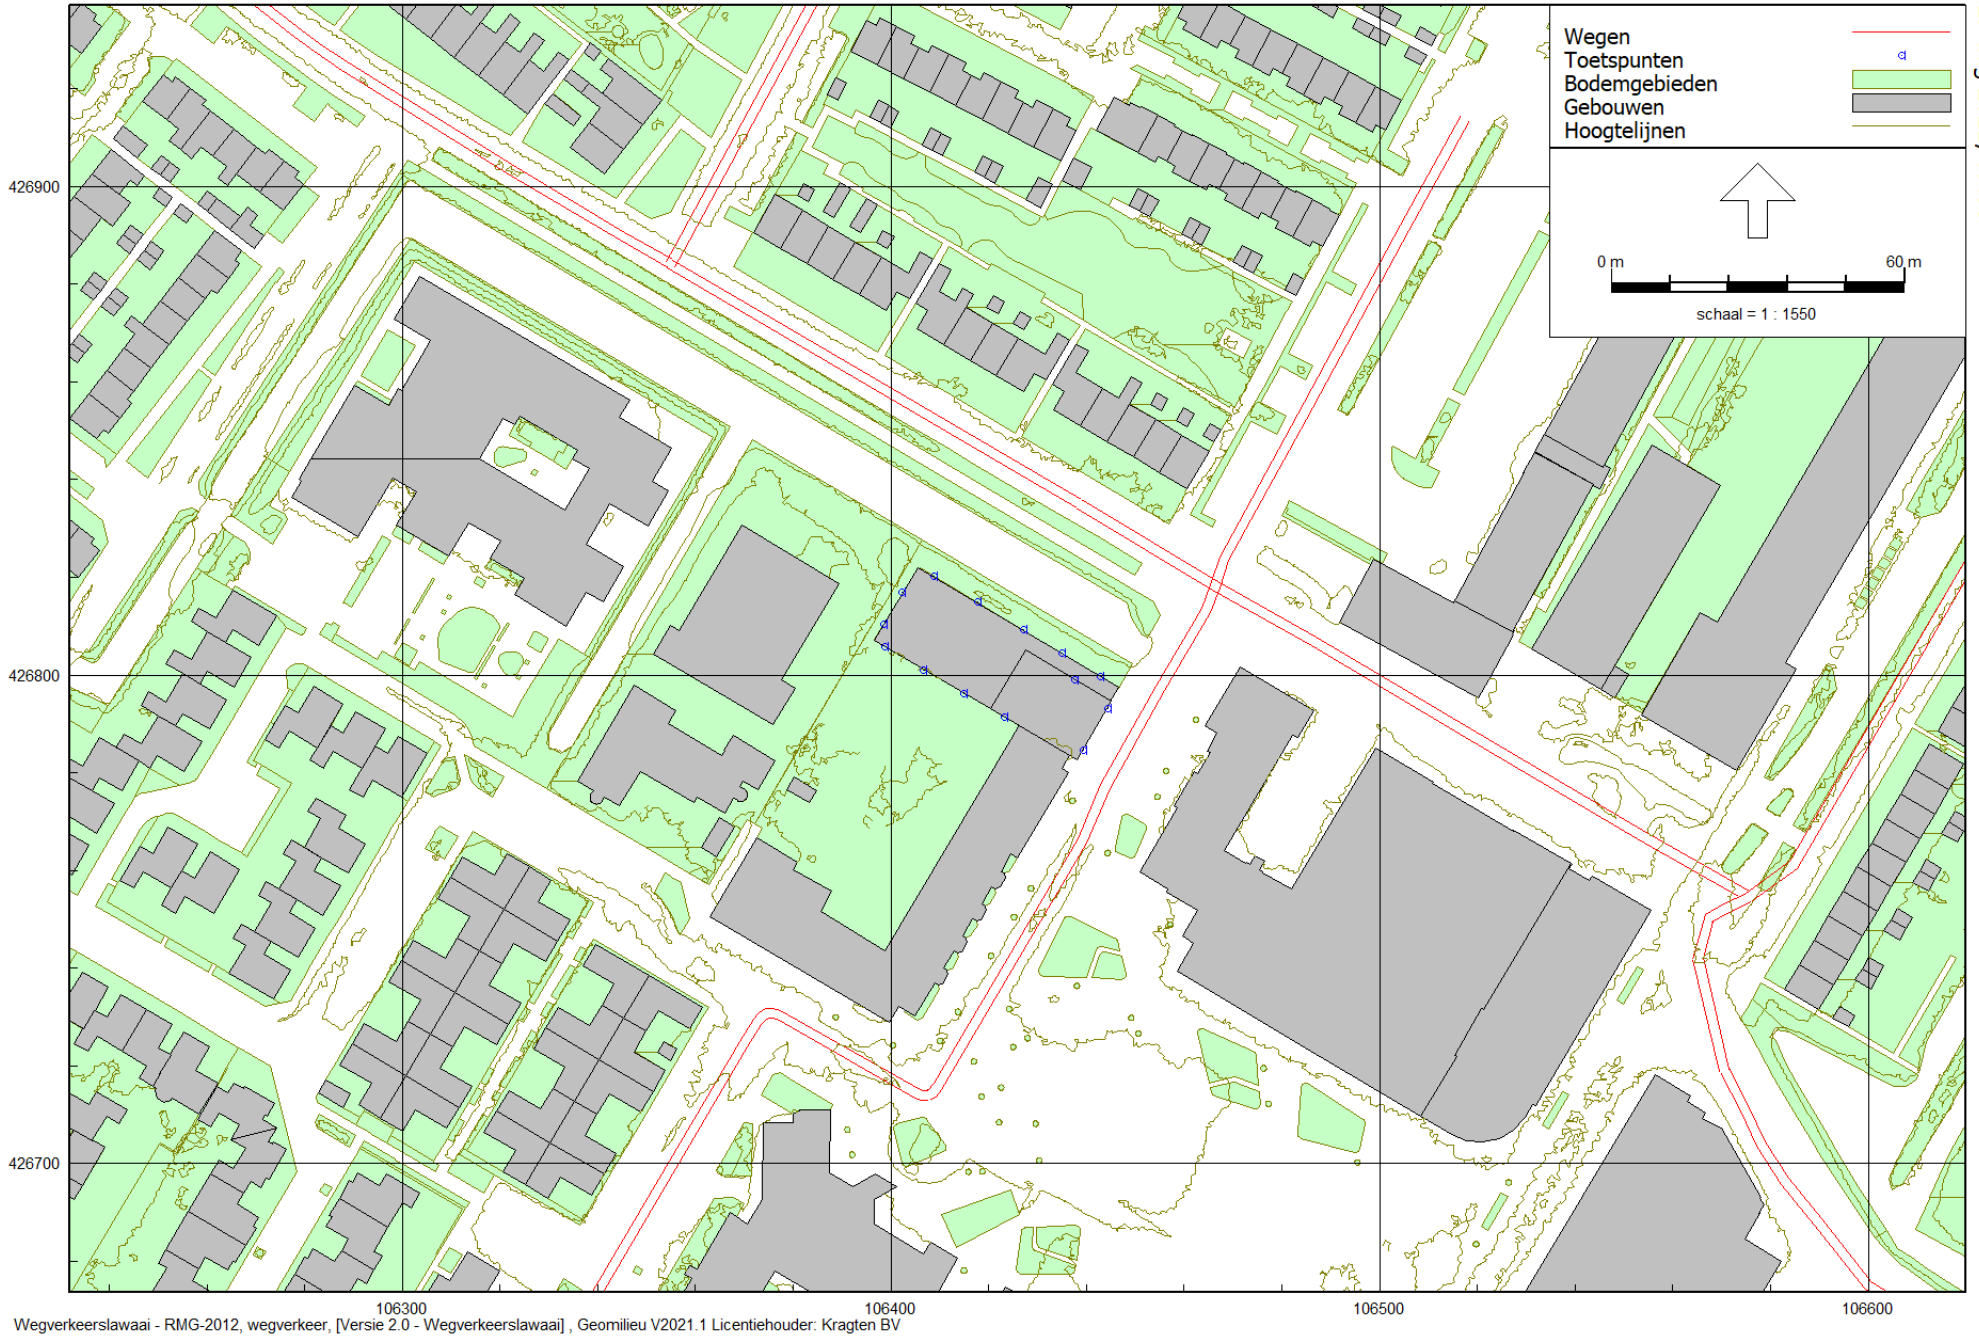 Wegen
Toetspunten
Bodemgebieden
Gebouwen
Hoogtelijnen
0 m 60 m
schaal = 1 : 1550
426900
426800
426700
106300 106400 106500 106600
Wegverkeerslawaai - RMG-2012, wegverkeer, [Versie 2.0 - Wegverkeerslawaai] , Geomilieu V2021.1 Licentiehouder: Kragten BV